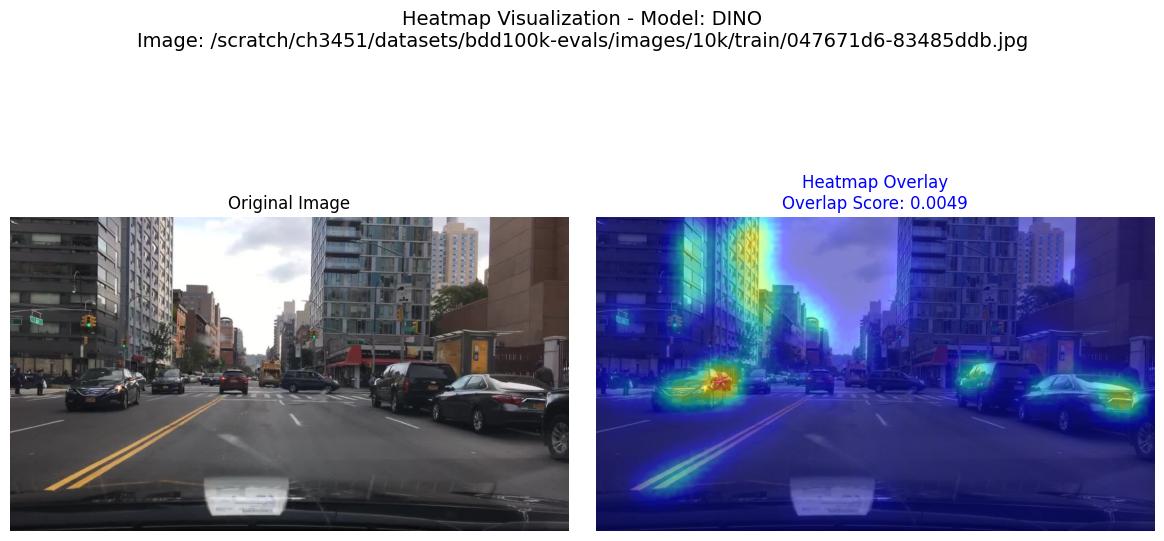 Heatmap Visualization - Model: DINO
Image: /scratch/ch3451/datasets/bdd100k-evals/images/10k/train/047671d6-83485ddb.jpg
Original Image
Heatmap Overlay
Overlap Score: 0.0049